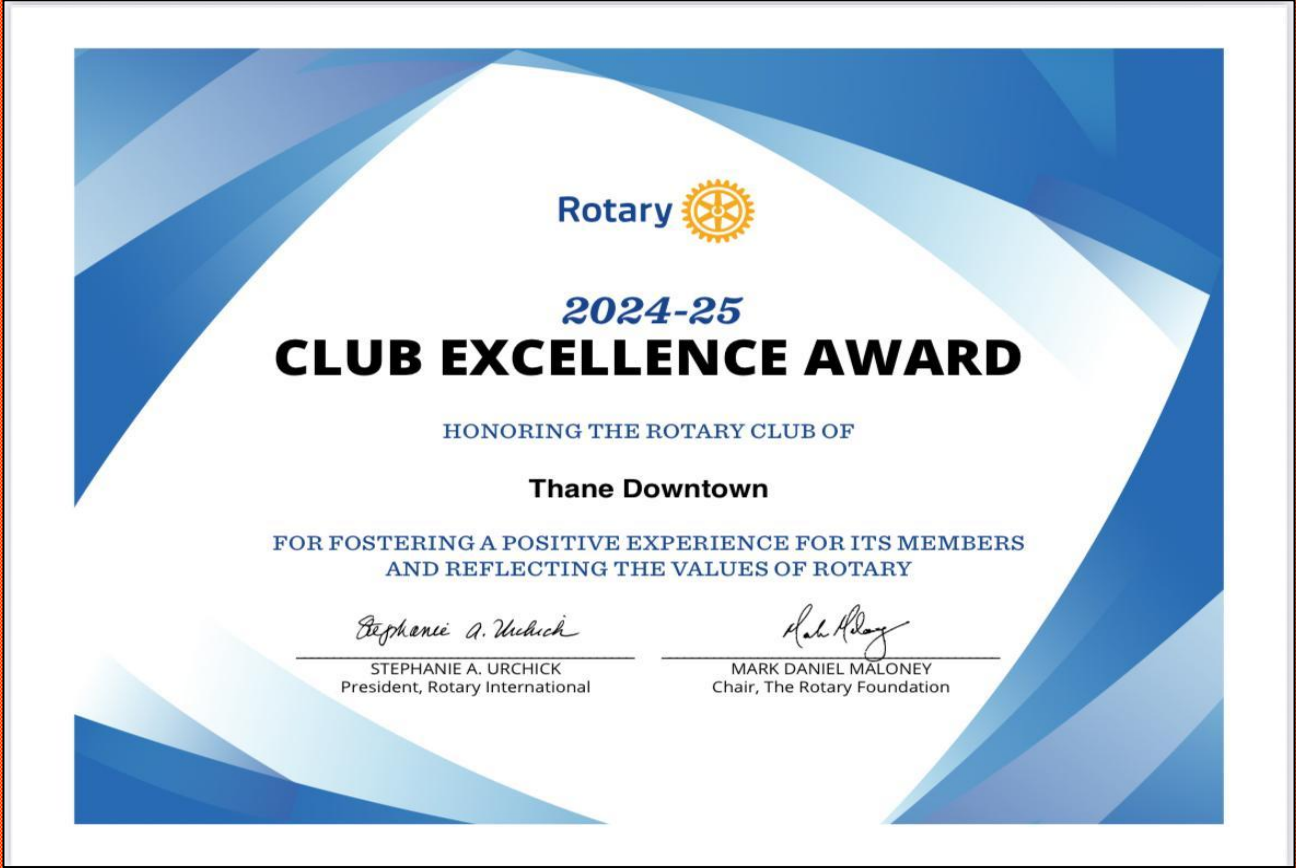 Rotary
2024-25
CLUB EXCELLENCE AWARD
HONORING THE ROTARY CLUB OF
Thane Downtown
FOR FOSTERING A POSITIVE EXPERIENCE FOR ITS MEMBERS
AND REFLECTING THE VALUES OF ROTARY
Stephanie A. Urchick Mark Maloney
STEPHANIE A. URCHICK MARK DANIEL MALONEY
President, Rotary International Chair, The Rotary Foundation